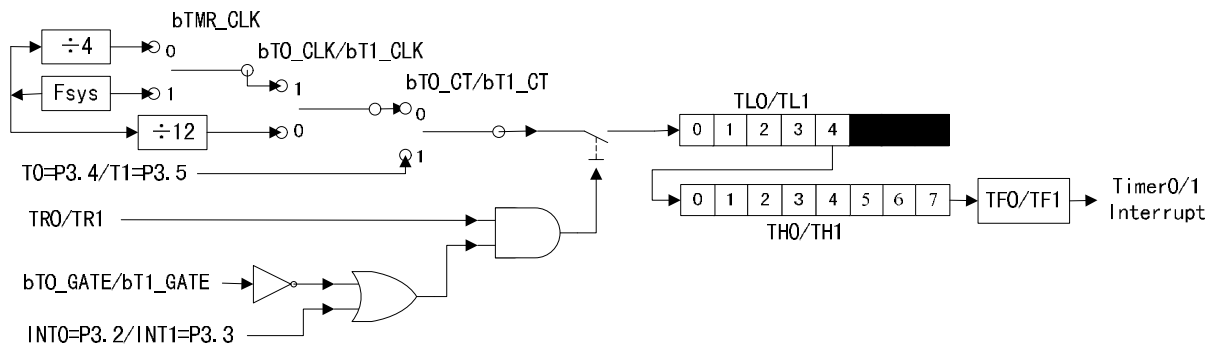 bTMR_CLK
÷4
0
bT0_CLK/bT1_CLK
Fsys
1
1
bT0_CT/bT1_CT
0
÷12
0
1
T0=P3.4/T1=P3.5
TL0/TL1
0 1 2 3 4
0 1 2 3 4 5 6 7
TH0/TH1
TF0/TF1
Timer0/1
Interrupt
TR0/TR1
bT0_GATE/bT1_GATE
INT0=P3.2/INT1=P3.3